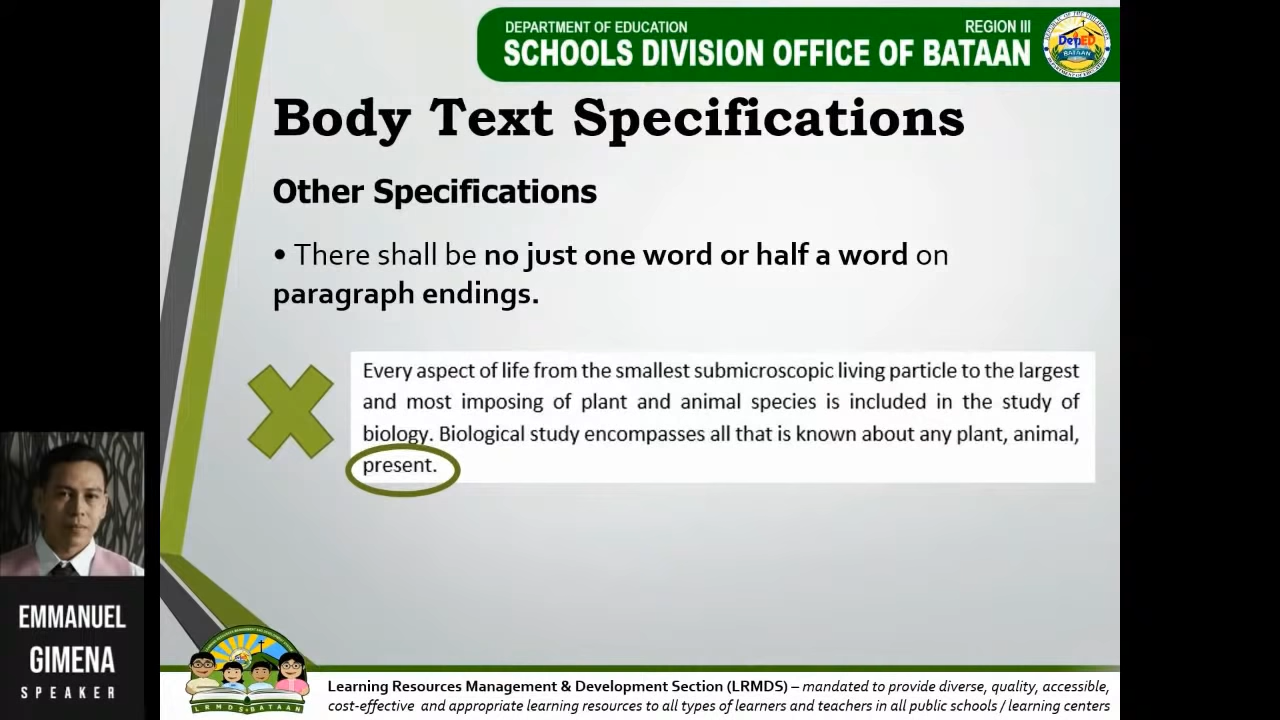 DEPARTMENT OF EDUCATION REGION III
SCHOOLS DIVISION OFFICE OF BATAAN
DepED
BATAAN
Body Text Specifications
Other Specifications
• There shall be no just one word or half a word on
paragraph endings.
Every aspect of life from the smallest submicroscopic living particle to the largest
and most imposing of plant and animal species is included in the study of
biology. Biological study encompasses all that is known about any plant, animal,
present.
EMMANUEL
GIMENA
SPEAKER
LRMDS BATAAN
Learning Resources Management & Development Section (LRMDS) – mandated to provide diverse, quality, accessible,
cost-effective and appropriate learning resources to all types of learners and teachers in all public schools / learning centers